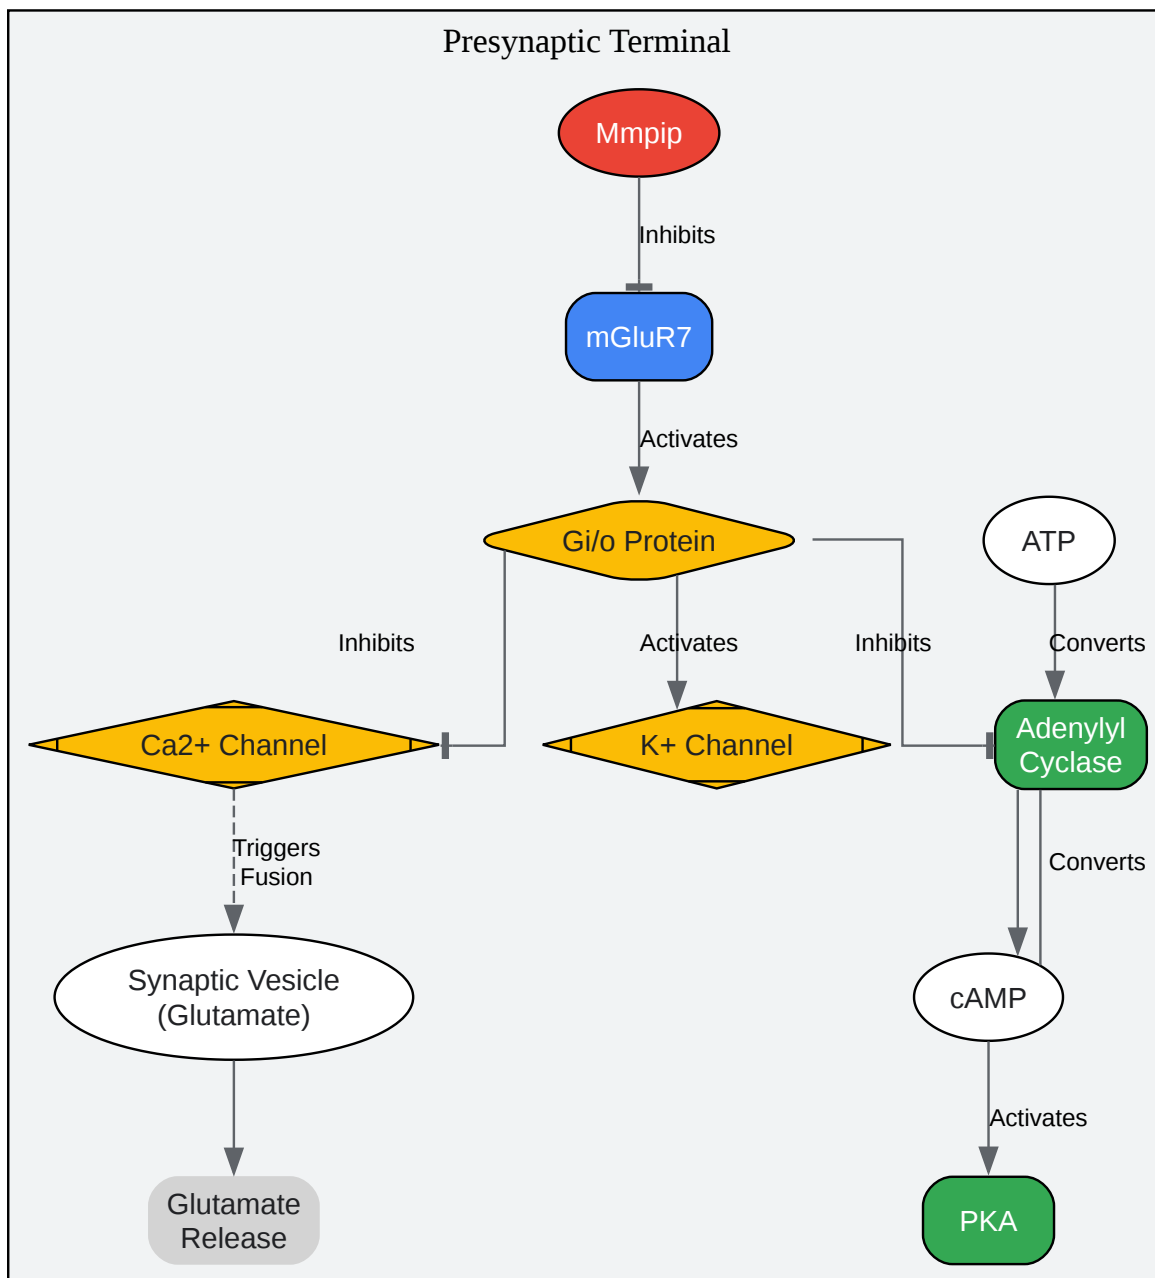 Presynaptic Terminal
Mmpip
Inhibits
mGluR7
Activates
Gi/o Protein
ATP
Inhibits
Activates
Inhibits
Converts
Ca2+ Channel
K+ Channel
Adenylyl
Cyclase
Triggers
Fusion
Converts
Synaptic Vesicle
(Glutamate)
cAMP
Activates
Glutamate
Release
PKA